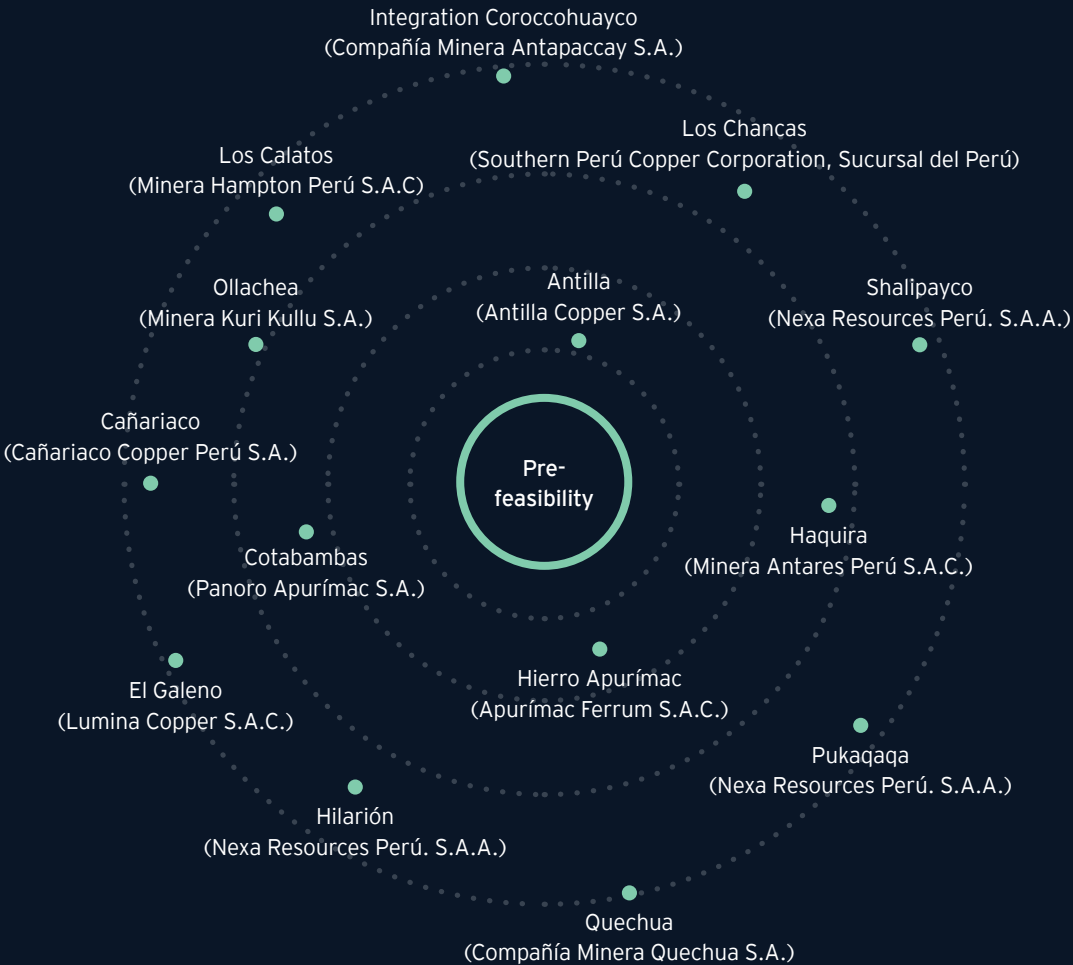 Integration Coroccohuayco
(Compañía Minera Antapaccay S.A.)
Los Chancas
(Southern Perú Copper Corporation, Sucursal del Perú)
Los Calatos
(Minera Hampton Perú S.A.C)
Ollachea
(Minera Kuri Kullu S.A.)
Antilla
(Antilla Copper S.A.)
Shalipayco
(Nexa Resources Perú. S.A.A.)
Cañariaco
(Cañariaco Copper Perú S.A.)
Pre-
feasibility
Haquira
(Minera Antares Perú S.A.C.)
Cotabambas
(Panoro Apurímac S.A.)
Hierro Apurímac
(Apurímac Ferrum S.A.C.)
El Galeno
(Lumina Copper S.A.C.)
Pukaqaqa
(Nexa Resources Perú. S.A.A.)
Hilarión
(Nexa Resources Perú. S.A.A.)
Quechua
(Compañía Minera Quechua S.A.)